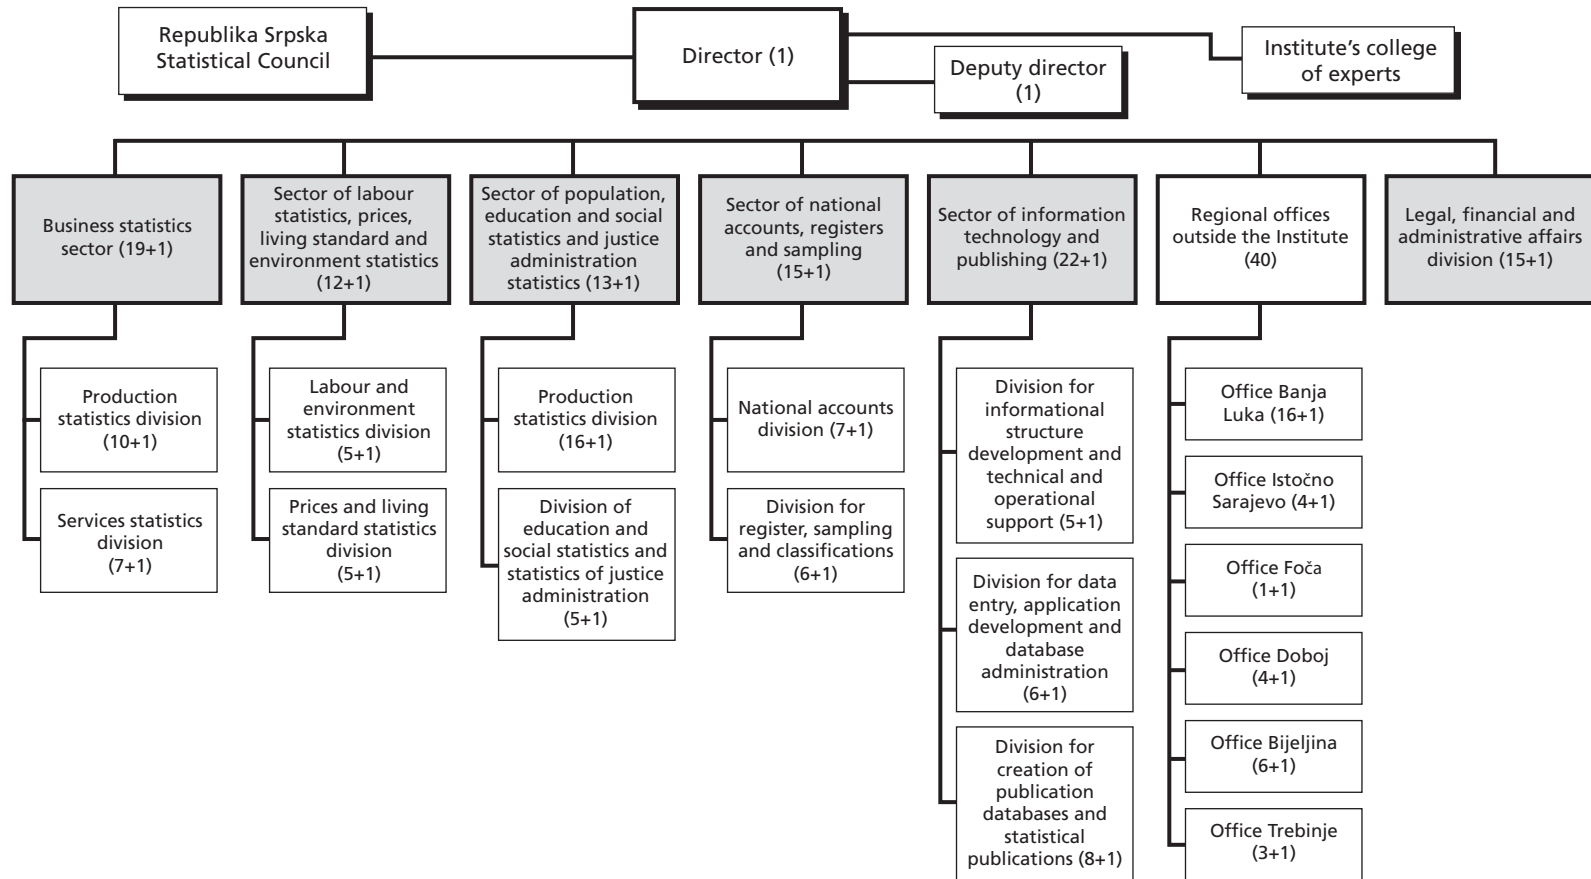 Republika Srpska
Statistical Council
Director (1)
Deputy director
(1)
Institute’s college
of experts
Business statistics
sector (19+1)
Sector of labour
statistics, prices,
living standard and
environment statistics
(12+1)
Sector of population,
education and social
statistics and justice
administration
statistics (13+1)
Sector of national
accounts, registers
and sampling
(15+1)
Sector of information
technology and
publishing (22+1)
Regional offices
outside the Institute
(40)
Legal, financial and
administrative affairs
division (15+1)
Production
statistics division
(10+1)
Services statistics
division
(7+1)
Labour and
environment
statistics division
(5+1)
Prices and living
standard statistics
division
(5+1)
Production
statistics division
(16+1)
Division of
education and
social statistics and
statistics of justice
administration
(5+1)
National accounts
division (7+1)
Division for
register, sampling
and classifications
(6+1)
Division for
informational
structure
development and
technical and
operational
support (5+1)
Division for data
entry, application
development and
database
administration
(6+1)
Division for
creation of
publication
databases and
statistical
publications (8+1)
Office Banja
Luka (16+1)
Office Istočno
Sarajevo (4+1)
Office Foča
(1+1)
Office Doboj
(4+1)
Office Bijeljina
(6+1)
Office Trebinje
(3+1)